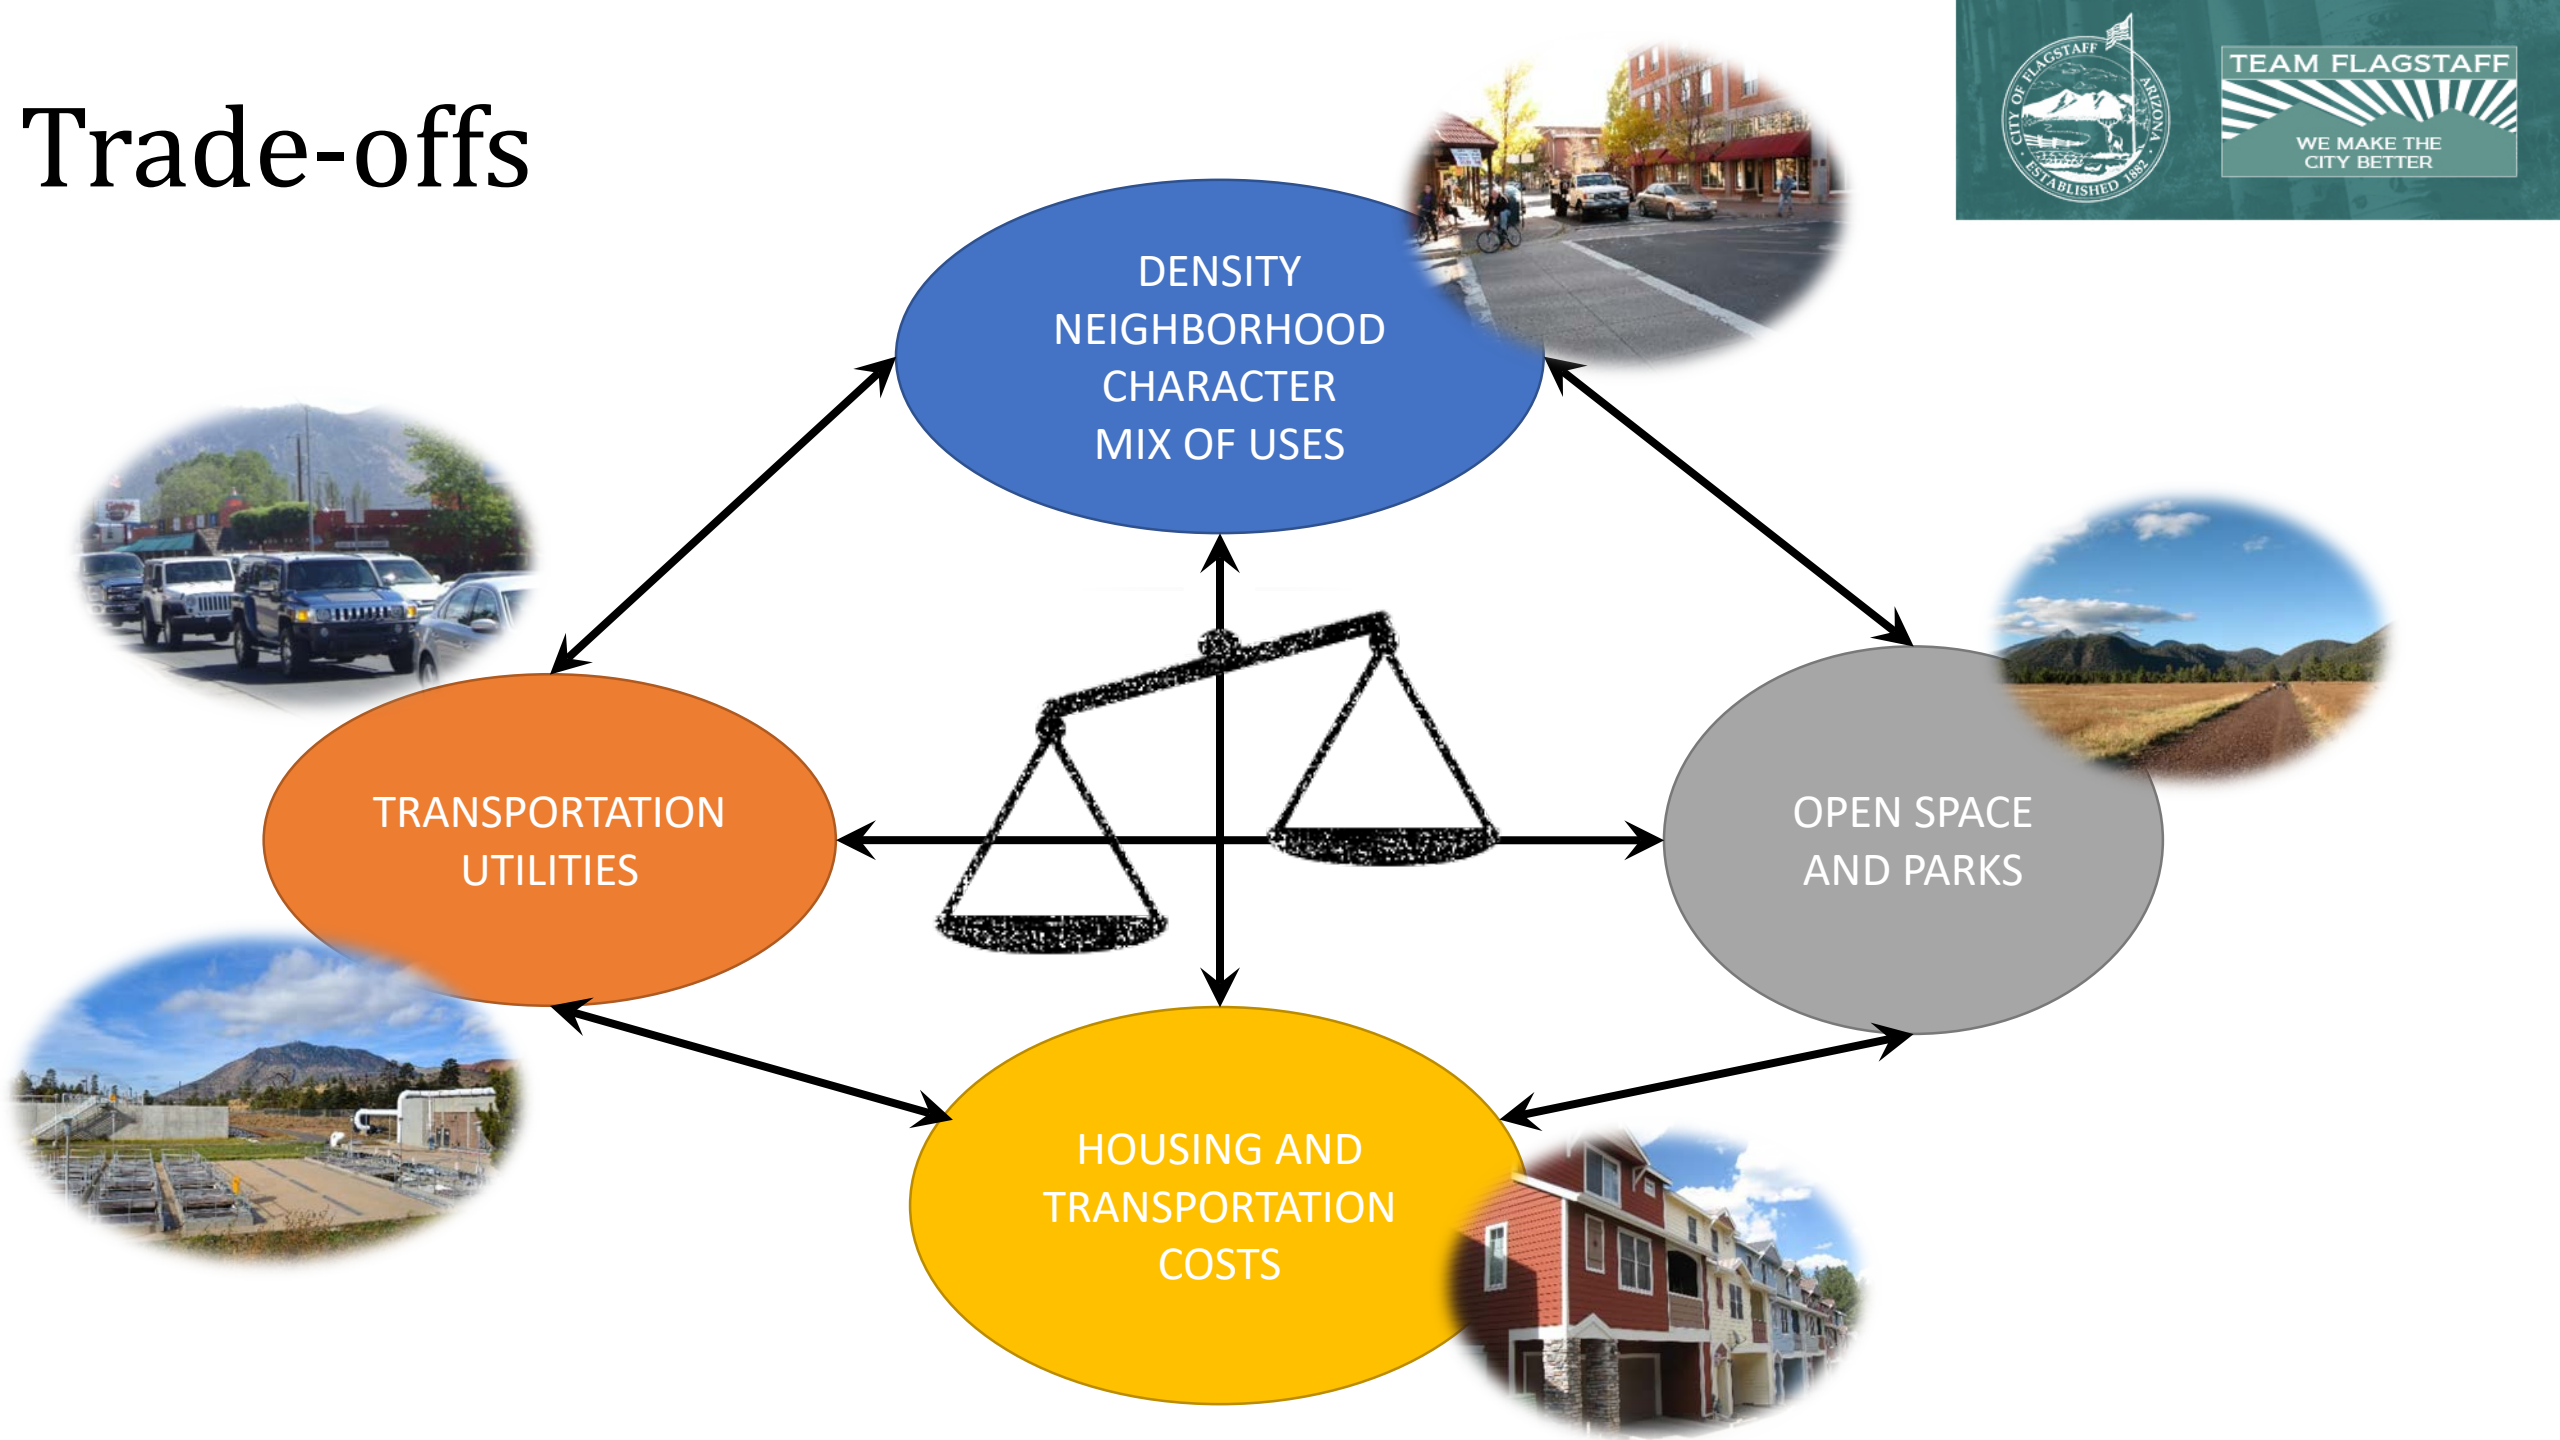 Trade-offs
CITY OF FLAGSTAFF ARIZONA
ESTABLISHED 1882
TEAM FLAGSTAFF
WE MAKE THE
CITY BETTER
DENSITY
NEIGHBORHOOD
CHARACTER
MIX OF USES
TRANSPORTATION
UTILITIES
OPEN SPACE
AND PARKS
HOUSING AND
TRANSPORTATION
COSTS